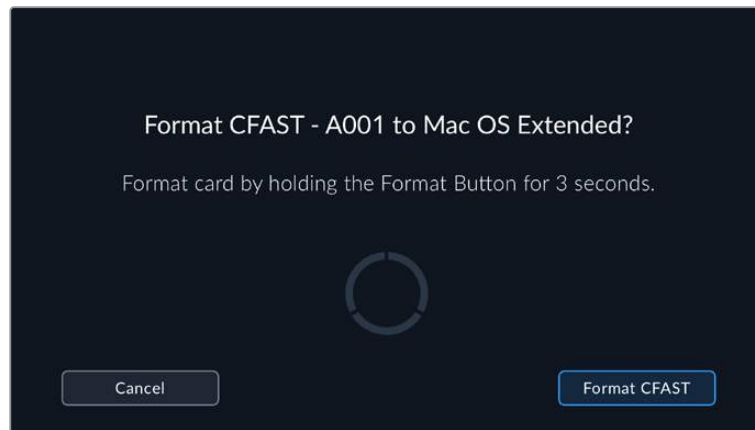 Format CFAST - A001 to Mac OS Extended?
Format card by holding the Format Button for 3 seconds.
Cancel
Format CFAST